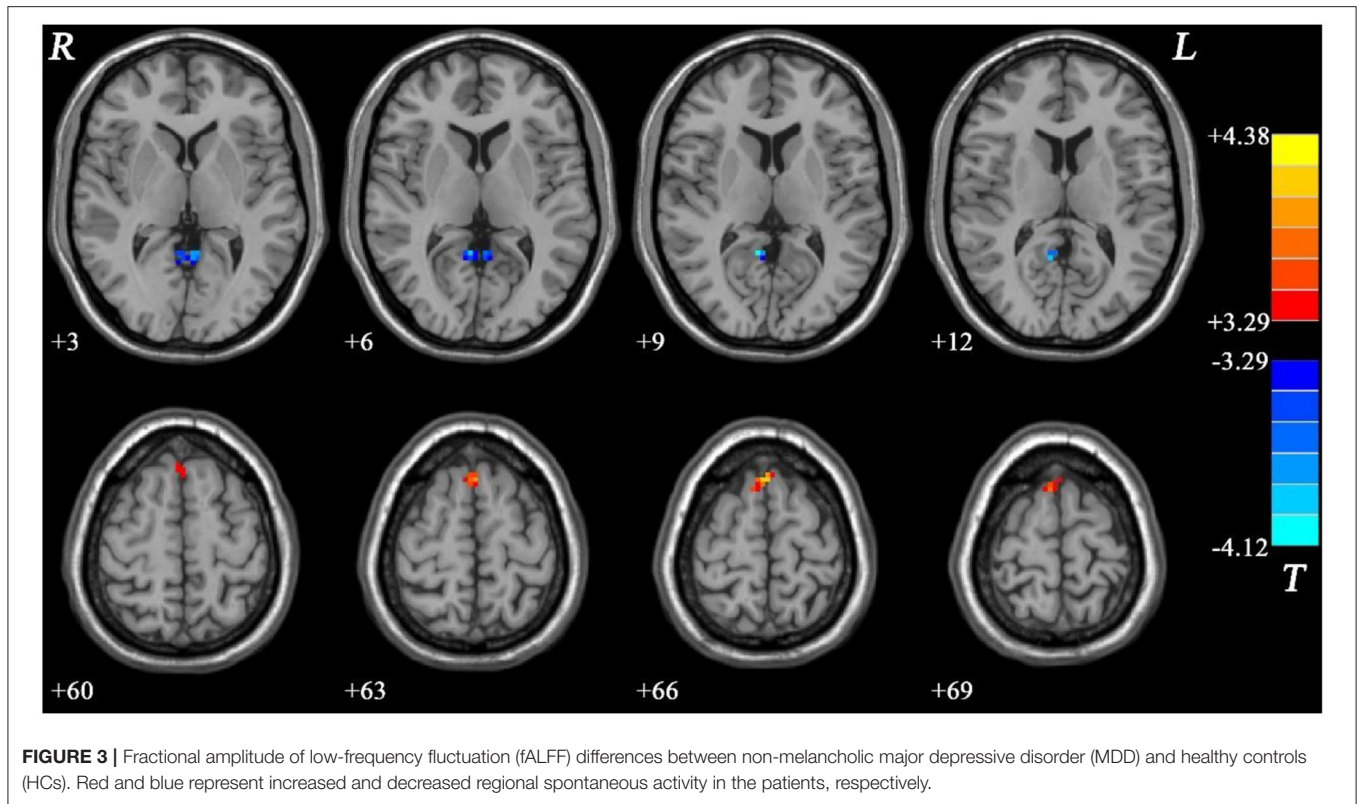 R
L
+4.38
+3.29
-3.29
-4.12
T
+3
+6
+9
+12
+60
+63
+66
+69
FIGURE 3 | Fractional amplitude of low-frequency fluctuation (fALFF) differences between non-melancholic major depressive disorder (MDD) and healthy controls
(HCs). Red and blue represent increased and decreased regional spontaneous activity in the patients, respectively.